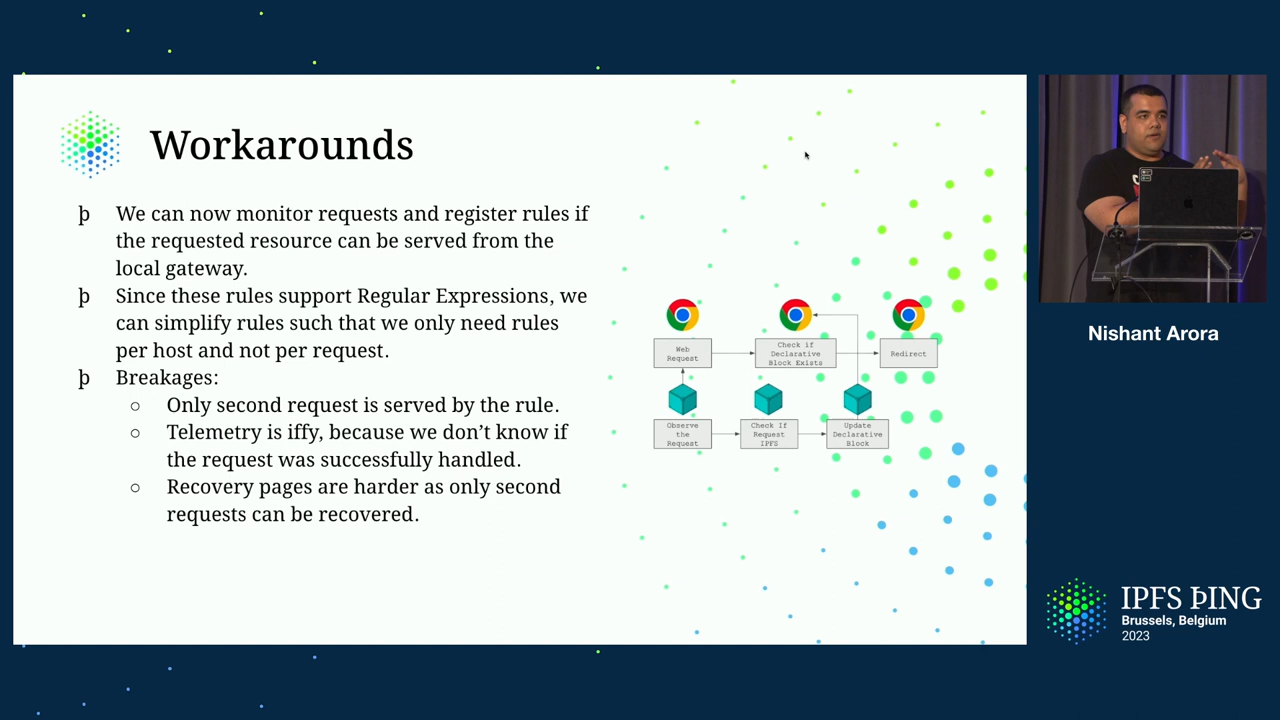 Workarounds
þ We can now monitor requests and register rules if
the requested resource can be served from the
local gateway.
þ Since these rules support Regular Expressions, we
can simplify rules such that we only need rules
per host and not per request.
þ Breakages:
○ Only second request is served by the rule.
○ Telemetry is iffy, because we don’t know if
the request was successfully handled.
○ Recovery pages are harder as only second
requests can be recovered.
Web
Request
Check if
Declarative
Block Exists
Redirect
Observe
the
Request
Check If
Request
IPFS
Update
Declarative
Block
Nishant Arora
IPFS ÞING
Brussels, Belgium
2023